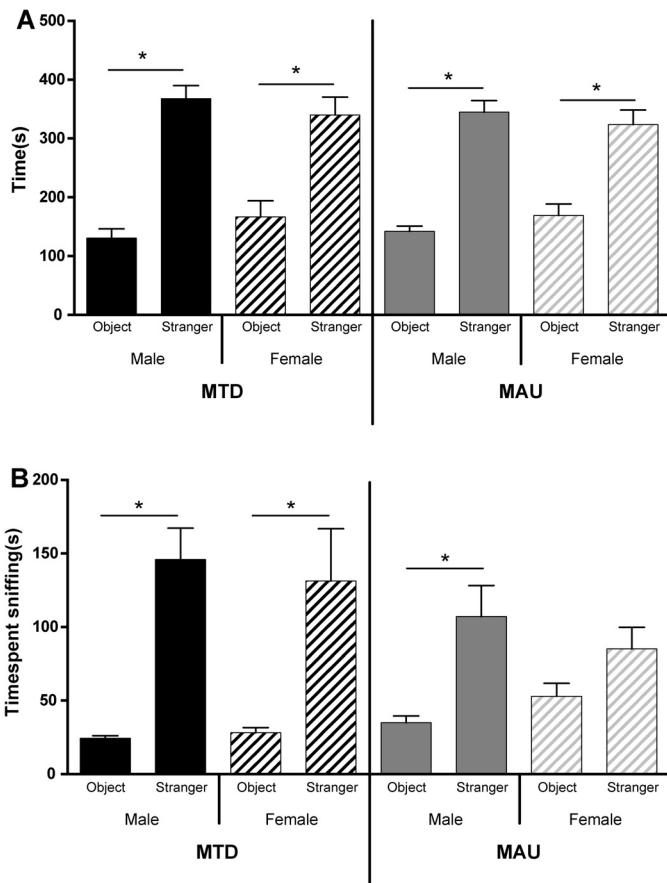 A
500
400
300
200
100
0
Time(s)
* * * *
Object Stranger Object Stranger Object Stranger Object Stranger
Male Female Male Female
MTD MAU
B
200
150
100
50
0
Timespent sniffing(s)
* * *
Object Stranger Object Stranger Object Stranger Object Stranger
Male Female Male Female
MTD MAU